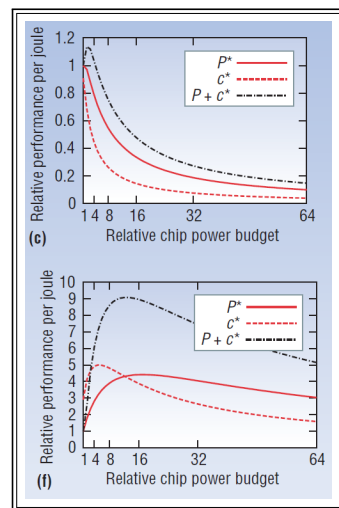 Relative performance per joule
1.2
1
0.8
0.6
0.4
0.2
0
P*
c*
P + c*
1 4 8 16 32 64
(c)
Relative chip power budget
Relative performance per joule
10
9
8
7
6
5
4
3
2
1
0
P*
c*
P + c*
1 4 8 16 32 64
(f)
Relative chip power budget